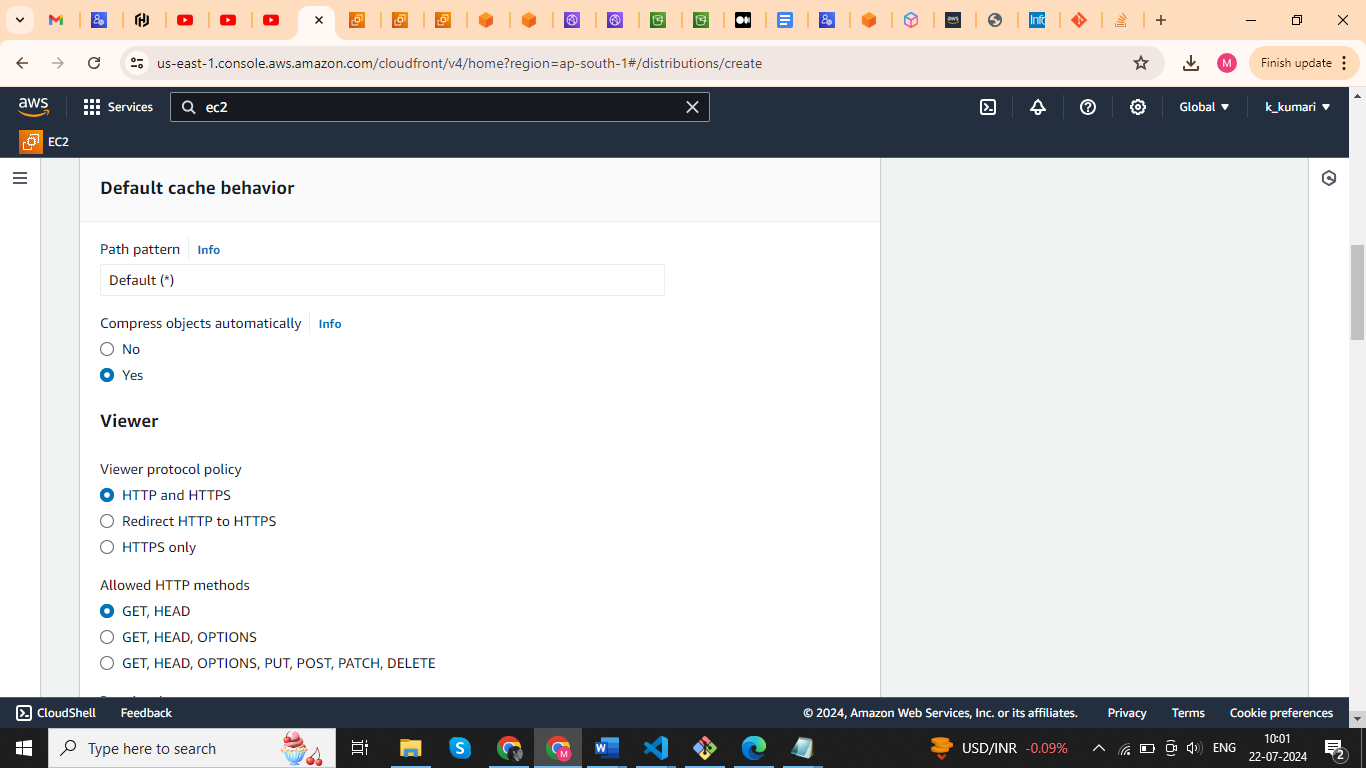 us-east-1.console.aws.amazon.com/cloudfront/v4/home?region=ap-south-1#/distributions/create
M
Finish update
aws
Services
ec2
Global
k_kumari
EC2
Default cache behavior
Path pattern
Info
Default (*)
Compress objects automatically
Info
No
Yes
Viewer
Viewer protocol policy
HTTP and HTTPS
Redirect HTTP to HTTPS
HTTPS only
Allowed HTTP methods
GET, HEAD
GET, HEAD, OPTIONS
GET, HEAD, OPTIONS, PUT, POST, PATCH, DELETE
CloudShell
Feedback
© 2024, Amazon Web Services, Inc. or its affiliates.
Privacy
Terms
Cookie preferences
Type here to search
USD/INR -0.09%
ENG
10:01
22-07-2024
2